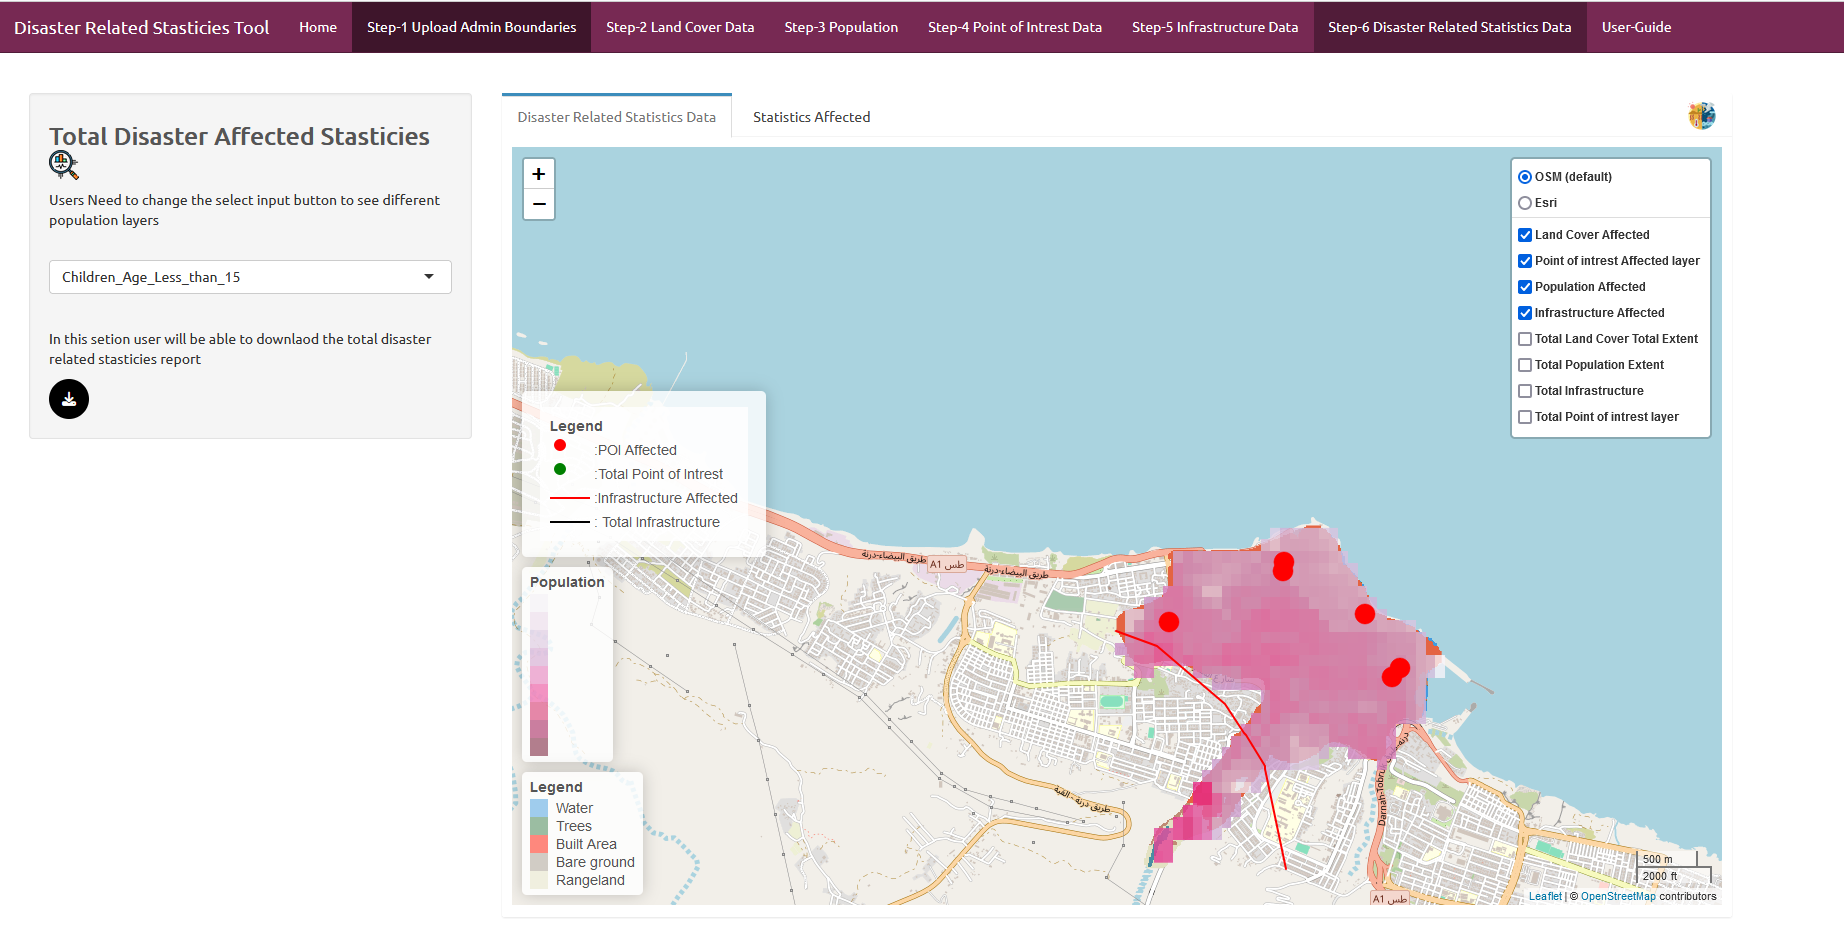 Disaster Related Stasticies Tool
Home
Step-1 Upload Admin Boundaries
Step-2 Land Cover Data
Step-3 Population
Step-4 Point of Intrest Data
Step-5 Infrastructure Data
Step-6 Disaster Related Statistics Data
User-Guide
Total Disaster Affected Stasticies
Users Need to change the select input button to see different
population layers
Children_Age_Less_than_15
In this setion user will be able to downlaod the total disaster
related stasticies report
Disaster Related Statistics Data
Statistics Affected
+
−
OSM (default)
Esri
Land Cover Affected
Point of intrest Affected layer
Population Affected
Infrastructure Affected
Total Land Cover Total Extent
Total Population Extent
Total Infrastructure
Total Point of intrest layer
Legend
:POI Affected
:Total Point of Intrest
:Infrastructure Affected
: Total Infrastructure
طريق البيضاء-درنة
A1 طس
طريق البيضاء-درنة
Population
طريق درنة - القبة
Legend
Water
Trees
Built Area
Bare ground
Rangeland
Darnah-Tobruk
A1 طس
500 m
2000 ft
Leaflet | © OpenStreetMap contributors